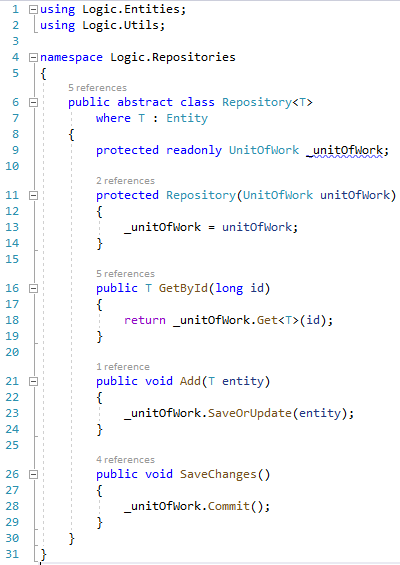 1 using Logic.Entities;
2 using Logic.Utils;
3
4 namespace Logic.Repositories
5 {
5 references
6 public abstract class Repository<T>
7 where T : Entity
8 {
9 protected readonly UnitOfWork _unitOfWork;
10
2 references
11 protected Repository(UnitOfWork unitOfWork)
12 {
13 _unitOfWork = unitOfWork;
14 }
15
5 references
16 public T GetById(long id)
17 {
18 return _unitOfWork.Get<T>(id);
19 }
20
1 reference
21 public void Add(T entity)
22 {
23 _unitOfWork.SaveOrUpdate(entity);
24 }
25
4 references
26 public void SaveChanges()
27 {
28 _unitOfWork.Commit();
29 }
30 }
31 }